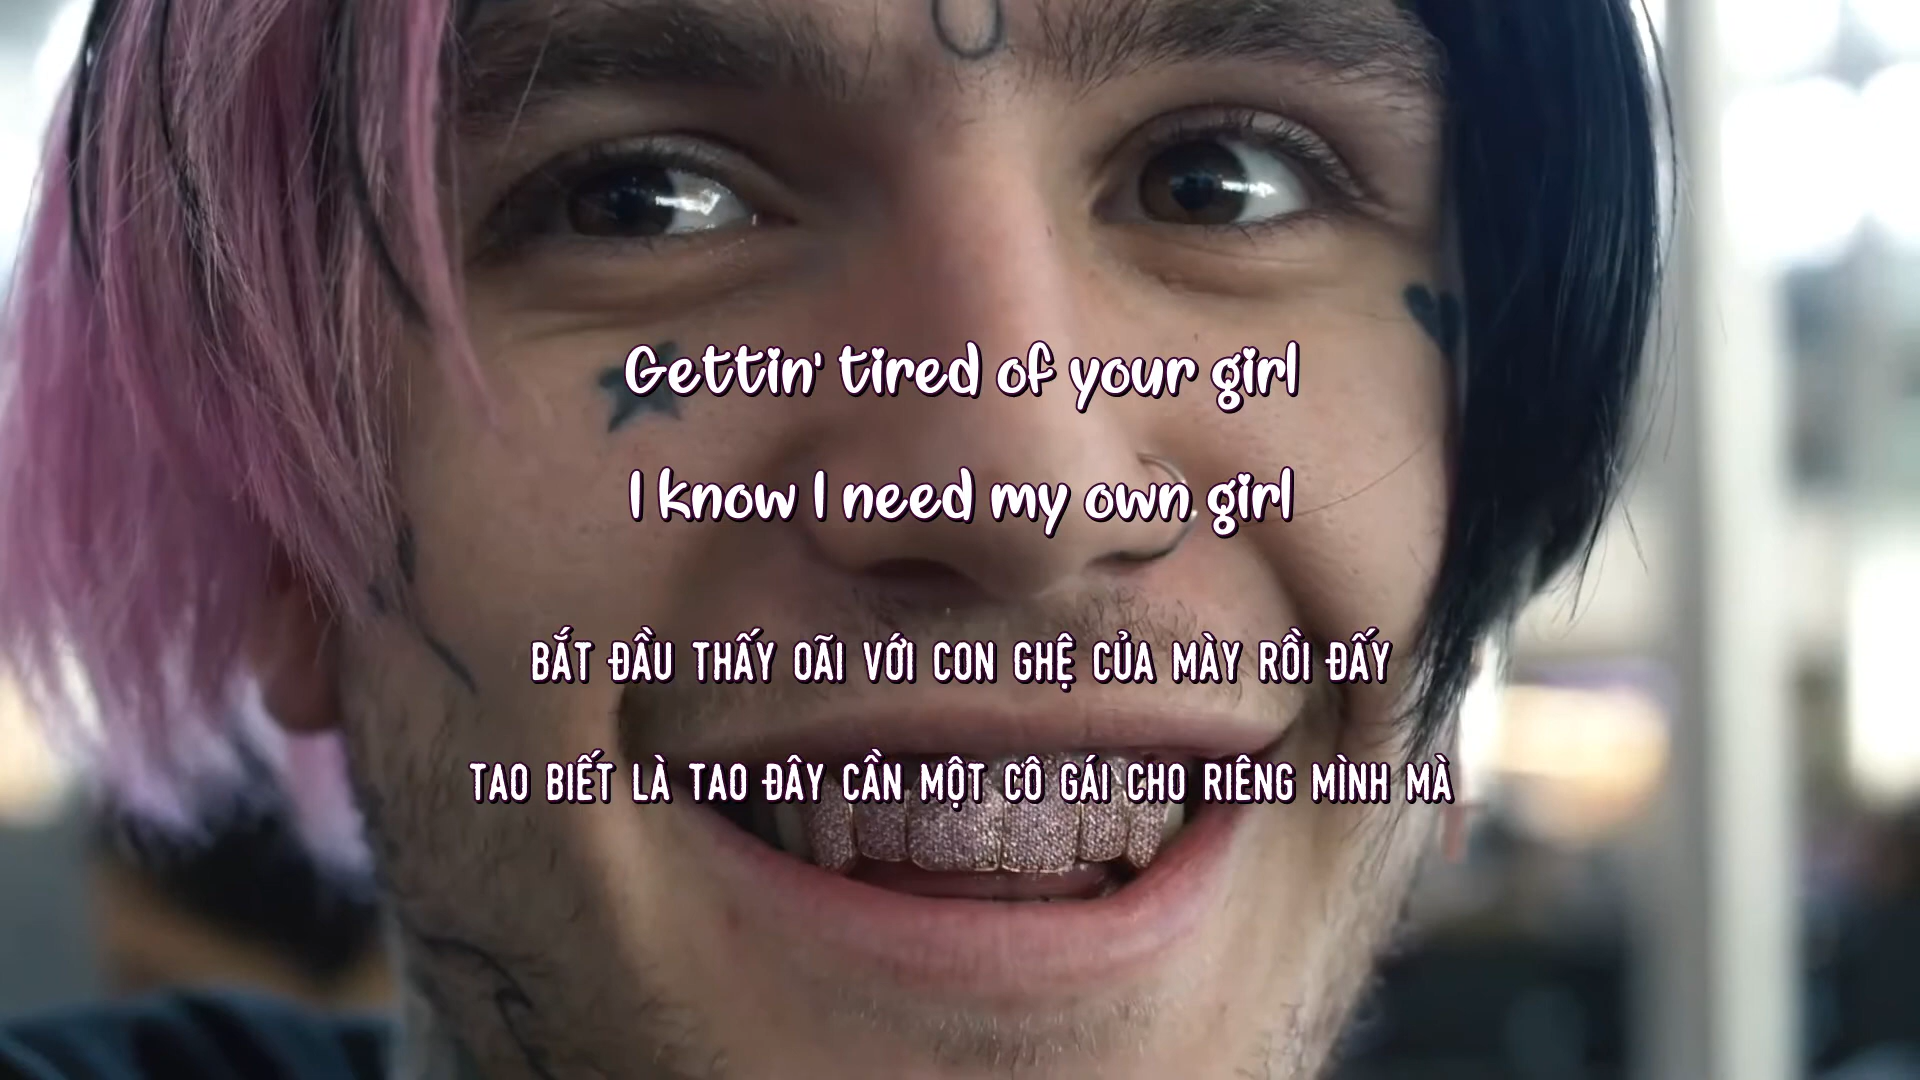 Gettin' tired of your girl
I know I need my own girl
BẮT ĐẦU THẤY OÃI VỚI CON GHỆ CỦA MÀY RỒI ĐẤY
TAO BIẾT LÀ TAO ĐÂY CẦN MỘT CÔ GÁI CHO RIÊNG MÌNH MÀ